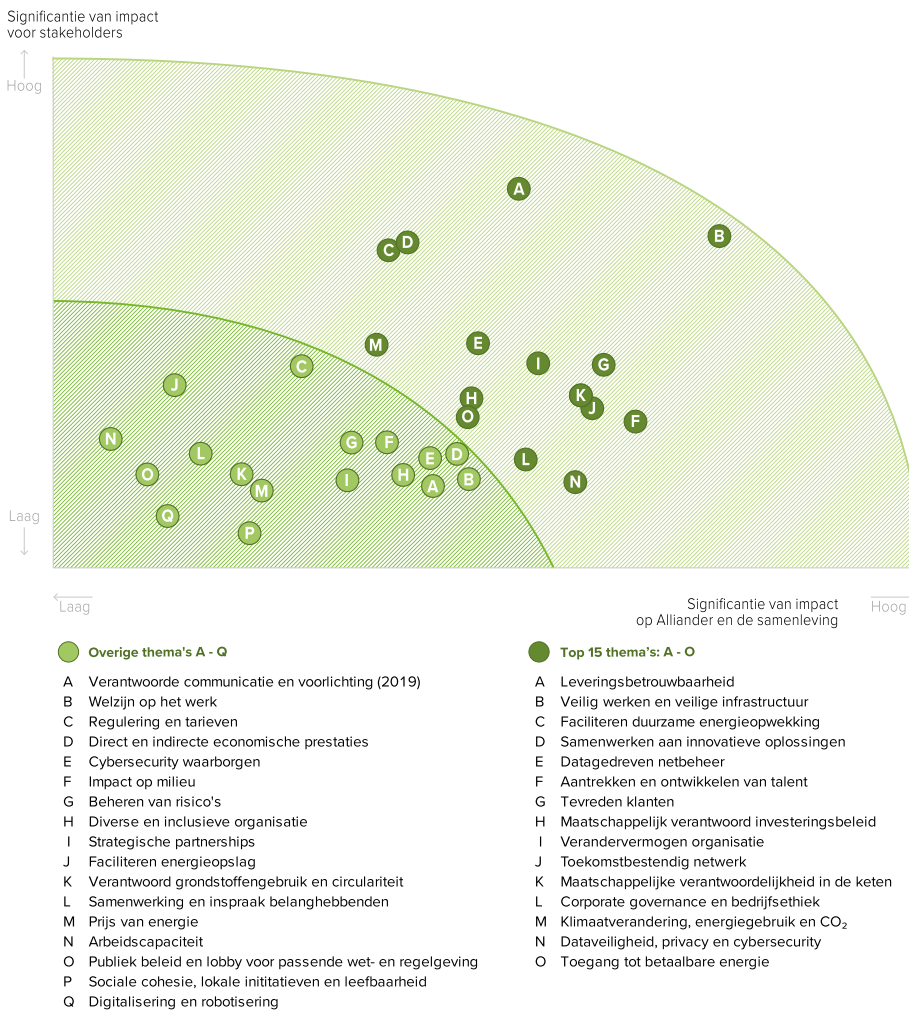 Significantie van impact
voor stakeholders
Hoog
A
B
D
C
M
E
I
G
C
J
H
K
J
O
F
N
G
F
L
E
D
L
O
K
I
H
B
N
M
A
Q
Laag
P
Laag
Significantie van impact
op Alliander en de samenleving
Hoog
Overige thema's A - Q
A Verantwoorde communicatie en voorlichting (2019)
B Welzijn op het werk
C Regulering en tarieven
D Direct en indirecte economische prestaties
E Cybersecurity waarborgen
F Impact op milieu
G Beheren van risico's
H Diverse en inclusieve organisatie
I Strategische partnerships
J Faciliteren energieopslag
K Verantwoord grondstoffengebruik en circulariteit
L Samenwerking en inspraak belanghebbenden
M Prijs van energie
N Arbeidscapaciteit
O Publiek beleid en lobby voor passende wet- en regelgeving
P Sociale cohesie, lokale inititatieven en leefbaarheid
Q Digitalisering en robotisering
Top 15 thema's: A - O
A Leveringsbetrouwbaarheid
B Veilig werken en veilige infrastructuur
C Faciliteren duurzame energieopwekking
D Samenwerken aan innovatieve oplossingen
E Datagedreven netbeheer
F Aantrekken en ontwikkelen van talent
G Tevreden klanten
H Maatschappelijk verantwoord investeringsbeleid
I Verandervermogen organisatie
J Toekomstbestendig netwerk
K Maatschappelijke verantwoordelijkheid in de keten
L Corporate governance en bedrijfsethiek
M Klimaatverandering, energiegebruik en CO₂
N Dataveiligheid, privacy en cybersecurity
O Toegang tot betaalbare energie